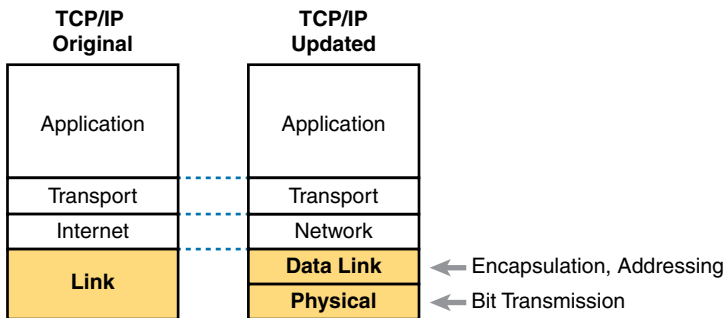 TCP/IP
Original
TCP/IP
Updated
Application
Application
Transport
Transport
Internet
Network
Link
Data Link
Encapsulation, Addressing
Physical
Bit Transmission